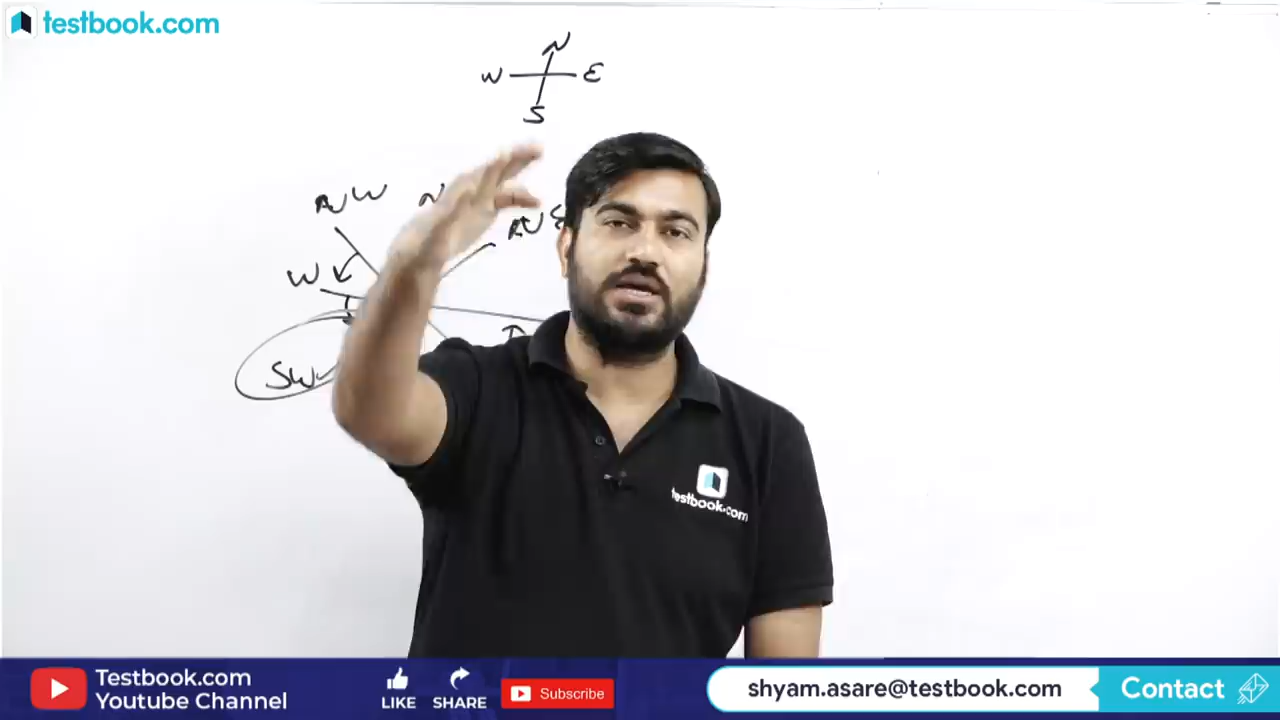 testbook.com
N
W E
S
NW N
NE
W
SW
testbook.com
Testbook.com
Youtube Channel
LIKE SHARE Subscribe
shyam.asare@testbook.com Contact